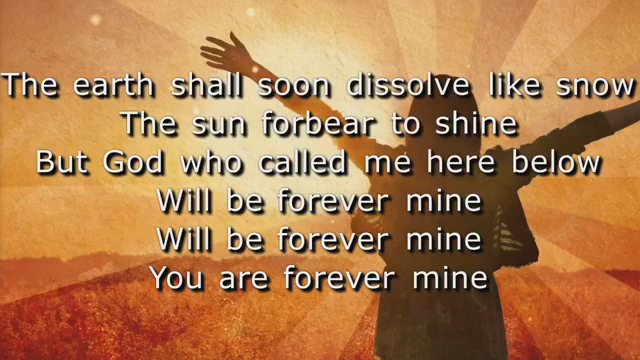 The earth shall soon dissolve like snow
The sun forbear to shine
But God who called me here below
Will be forever mine
Will be forever mine
You are forever mine